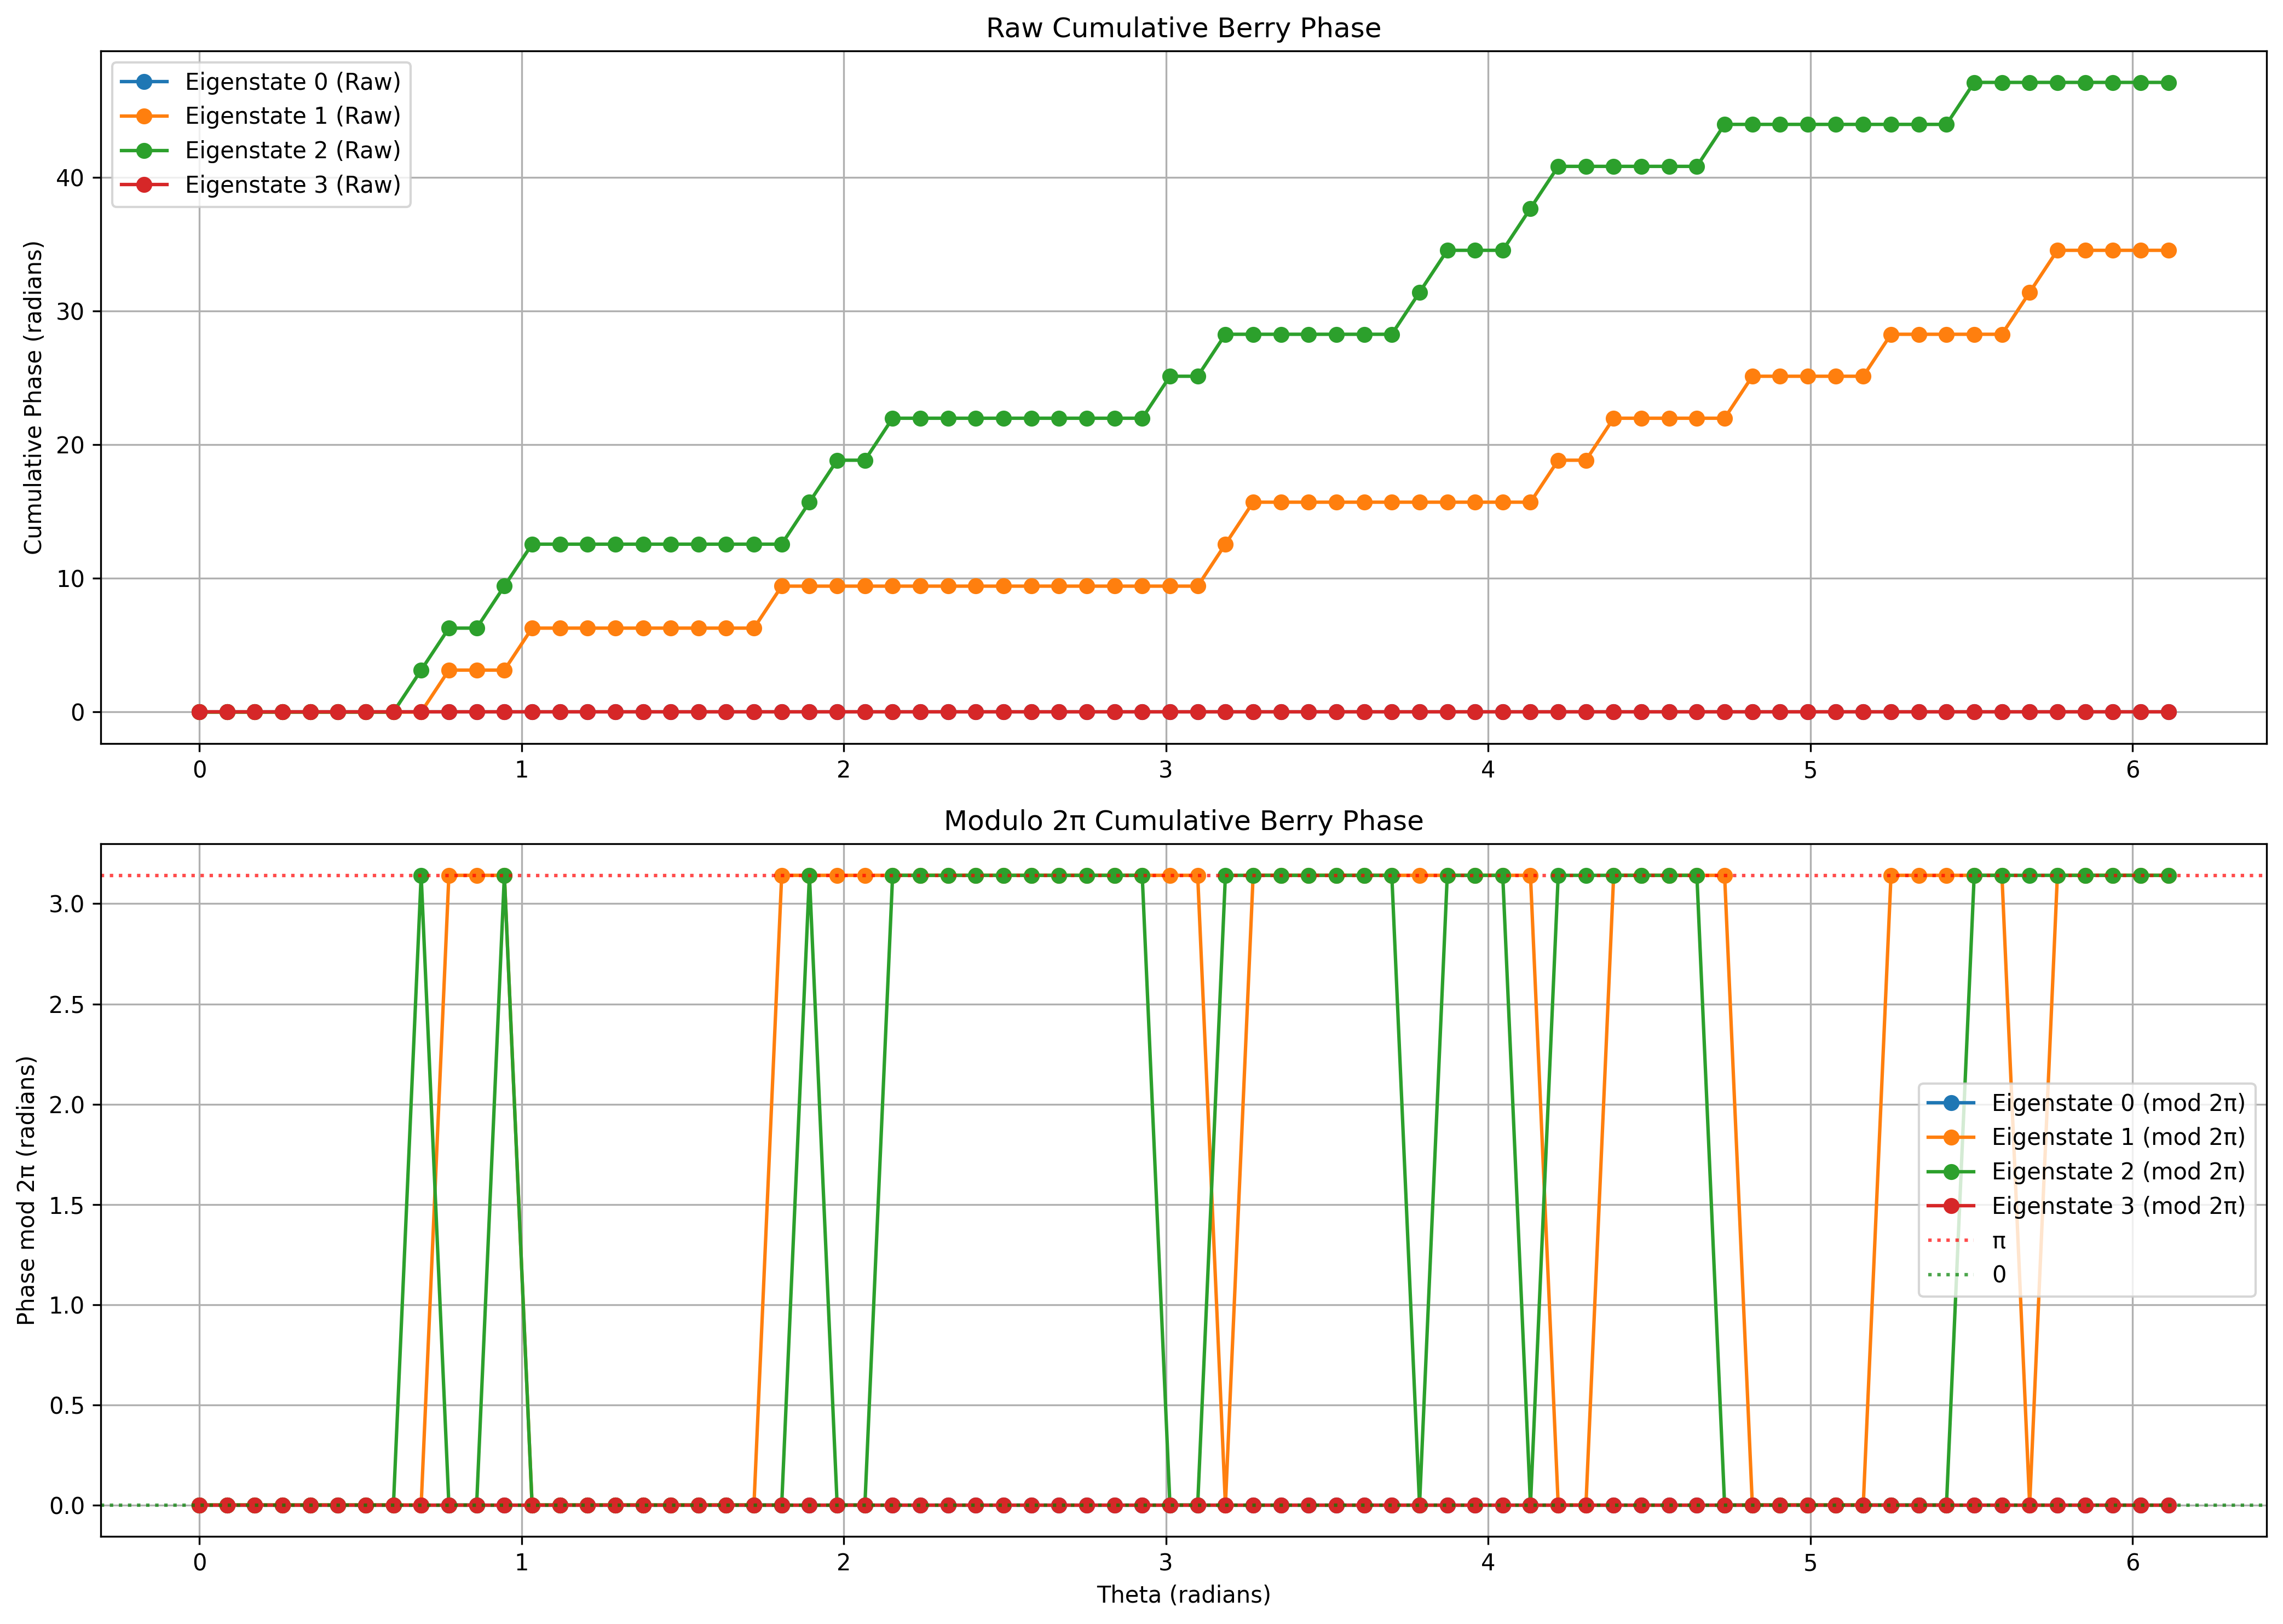 Raw Cumulative Berry Phase
Eigenstate 0 (Raw)
Eigenstate 1 (Raw)
Eigenstate 2 (Raw)
Eigenstate 3 (Raw)
Cumulative Phase (radians)
40
30
20
10
0
0 1 2 3 4 5 6
Modulo 2π Cumulative Berry Phase
Phase mod 2π (radians)
3.0
2.5
2.0
1.5
1.0
0.5
0.0
Eigenstate 0 (mod 2π)
Eigenstate 1 (mod 2π)
Eigenstate 2 (mod 2π)
Eigenstate 3 (mod 2π)
π
0
0 1 2 3 4 5 6
Theta (radians)